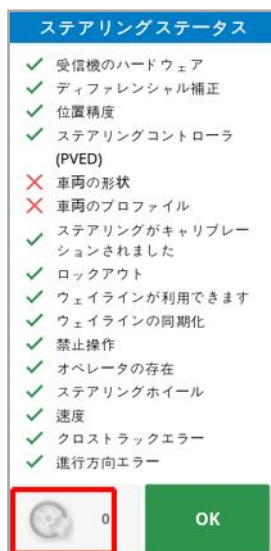 ステアリングステータス
受信機のハードウェア
ディファレンシャル補正
位置精度
ステアリングコントローラ
(PVED)
車両の形状
車両のプロファイル
ステアリングがキャリブレー
ションされました
ロックアウト
ウェイラインが利用できます
ウェイラインの同期化
禁止操作
オペレータの存在
ステアリングホイール
速度
クロストラックエラー
進行方向エラー
0
OK